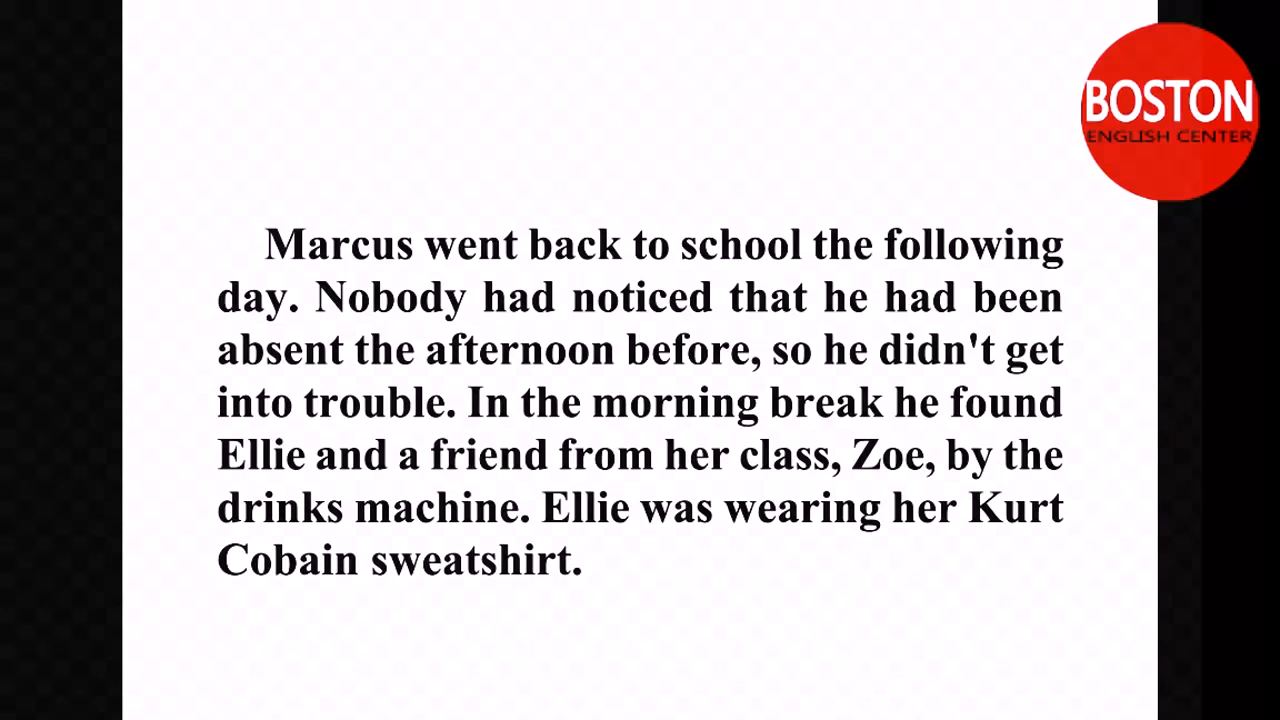 BOSTON
ENGLISH CENTER
Marcus went back to school the following
day. Nobody had noticed that he had been
absent the afternoon before, so he didn't get
into trouble. In the morning break he found
Ellie and a friend from her class, Zoe, by the
drinks machine. Ellie was wearing her Kurt
Cobain sweatshirt.